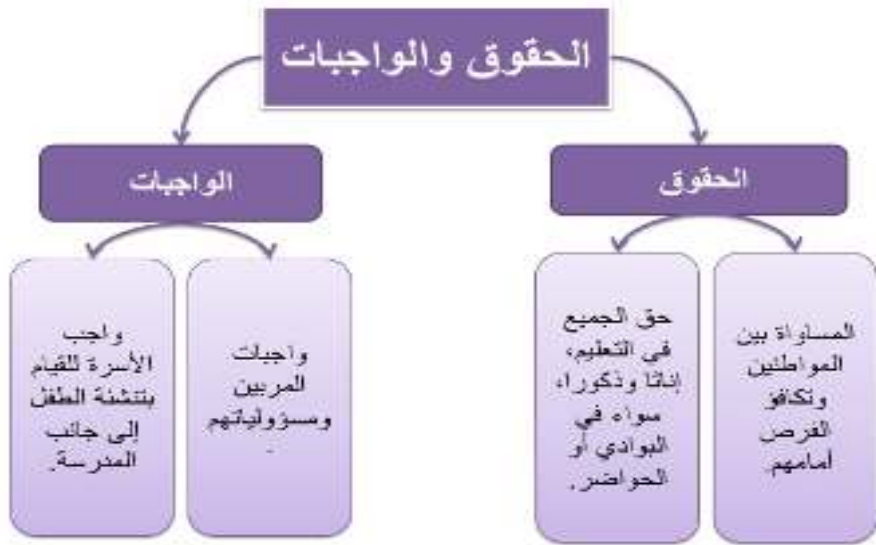 الحقوق والواجبات
الحقوق
المساواة بين
المواطنين
وتكافؤ
الفرص
أمامهم.
حق الجميع
في التعليم،
إناثا وذكورا،
سواء في
البوادي أو
الحواضر.
الواجبات
واجبات
المربين
ومسؤولياتهم
.
واجب
الأسرة للقيام
بتنشئة الطفل
إلى جانب
المدرسة.